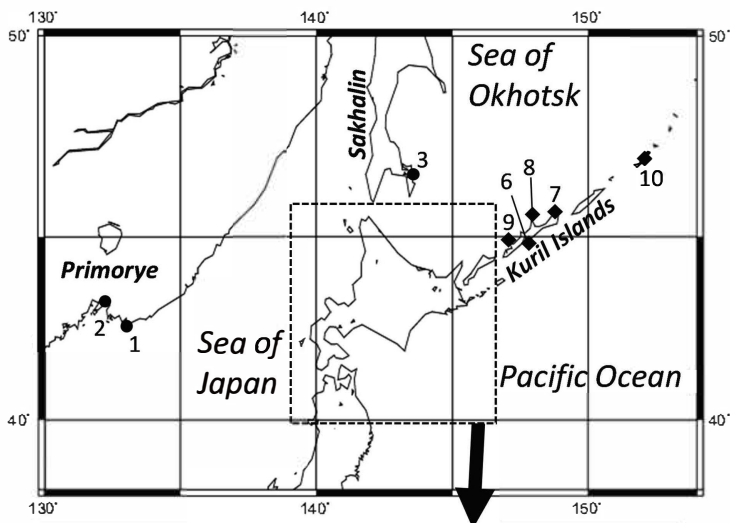 130˚
140˚
150˚
50˚
50˚
Sea of
Okhotsk
Sakhalin
3
8
6
7
9
10
Kuril Islands
Primorye
2
1
Sea of
Japan
Pacific Ocean
40˚
40˚
130˚
140˚
150˚